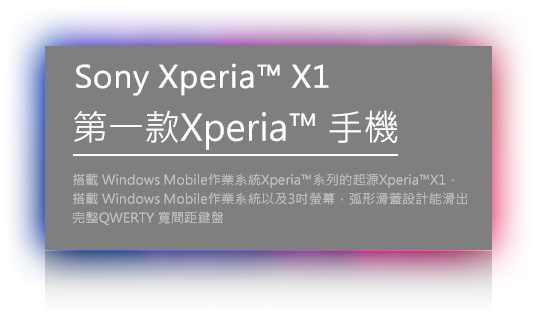 Sony Xperia™ X1
第一款Xperia™ 手機
搭載 Windows Mobile作業系統Xperia™系列的起源Xperia™X1，
搭載 Windows Mobile作業系統以及3吋螢幕，弧形滑蓋設計能滑出
完整QWERTY 寬間距鍵盤